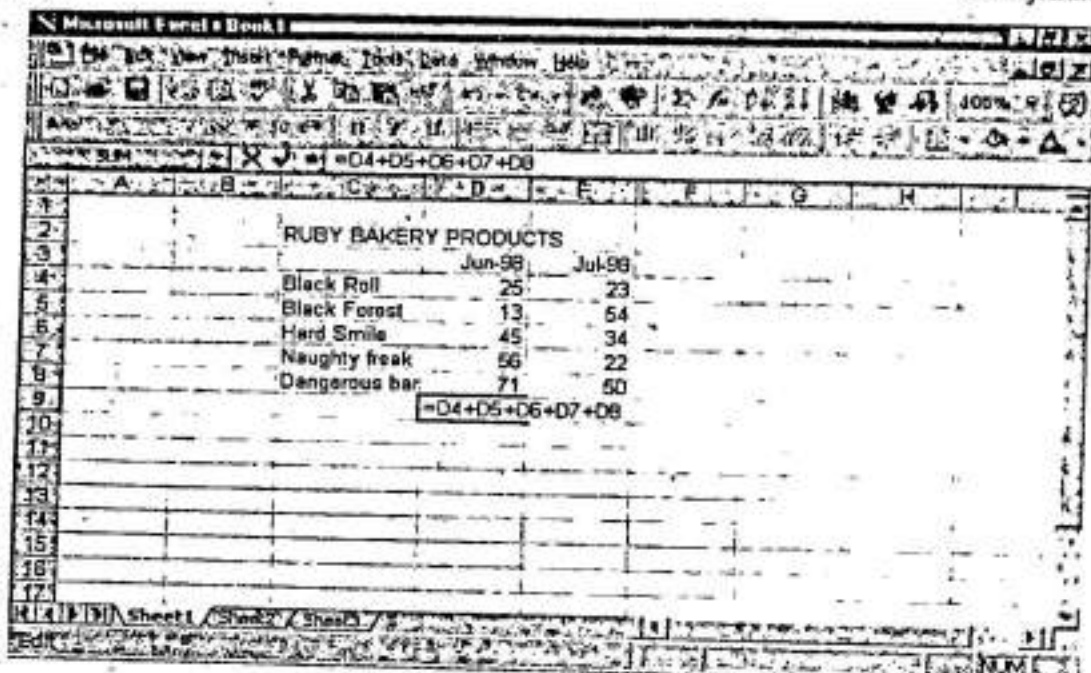 Microsoft Excel - Book1
Edit View Insert Format Tools Data Window Help
100%
SUM =D4+D5+D6+D7+D8
A B C D E F G H
1
2 RUBY BAKERY PRODUCTS
3 Jun-98 Jul-98
4 Black Roll 25 23
5 Black Forest 13 54
6 Hard Smile 45 34
7 Naughty freak 56 22
8 Dangerous bar 71 50
9 =D4+D5+D6+D7+D8
10
11
12
13
14
15
16
17
Sheet1 Sheet2 Sheet3
Edit NUM